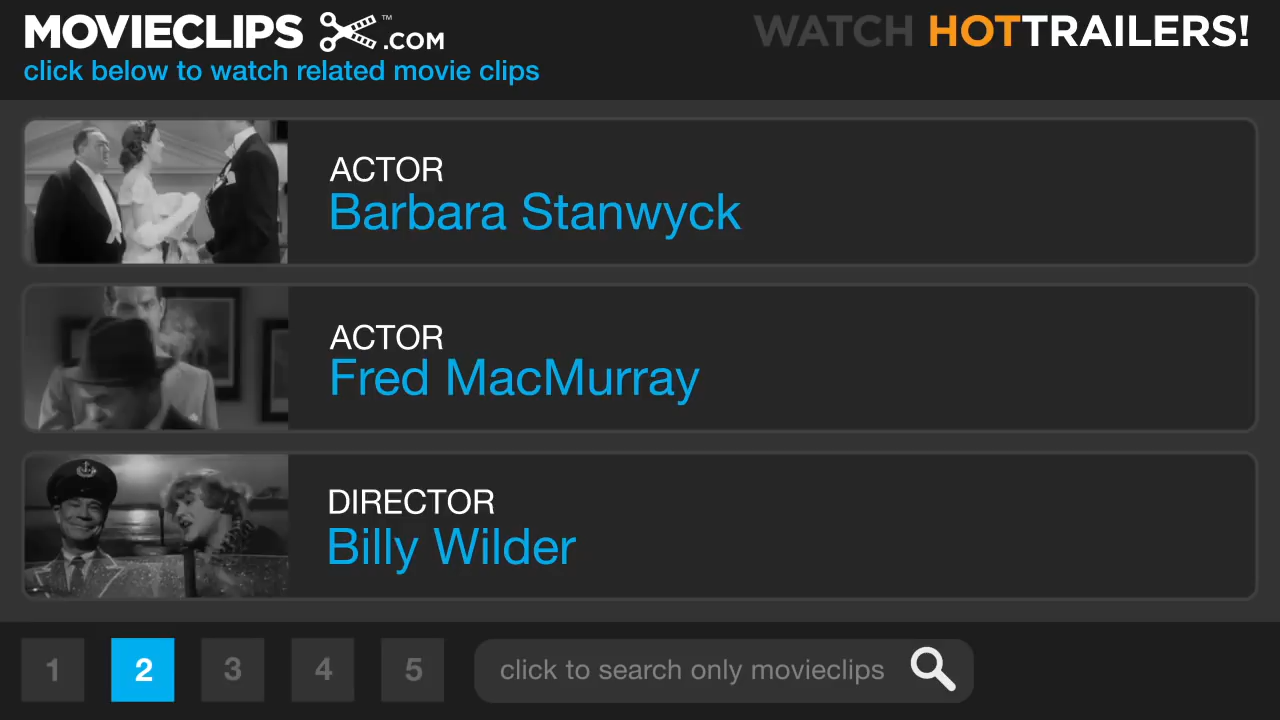 MOVIECLIPS ™ .COM
WATCH HOTTRAILERS!
click below to watch related movie clips
ACTOR
Barbara Stanwyck
ACTOR
Fred MacMurray
DIRECTOR
Billy Wilder
1 2 3 4 5 click to search only movieclips